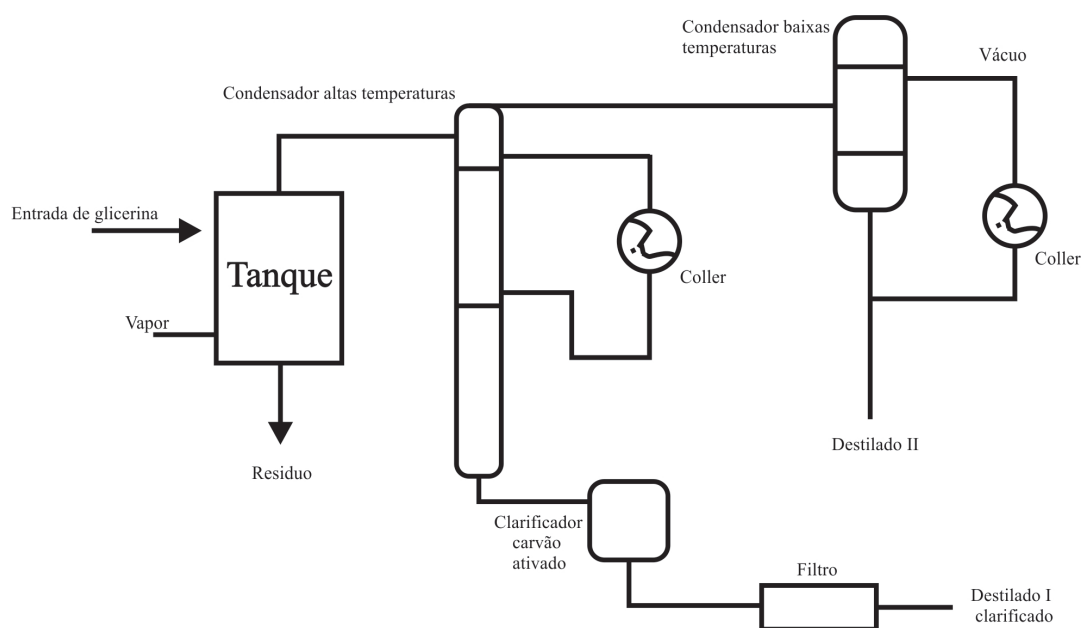 Condensador baixas
temperaturas
Vácuo
Condensador altas temperaturas
Entrada de glicerina
Tanque
Coller
Coller
Vapor
Destilado II
Residuo
Clarificador
carvão
ativado
Filtro
Destilado I
clarificado